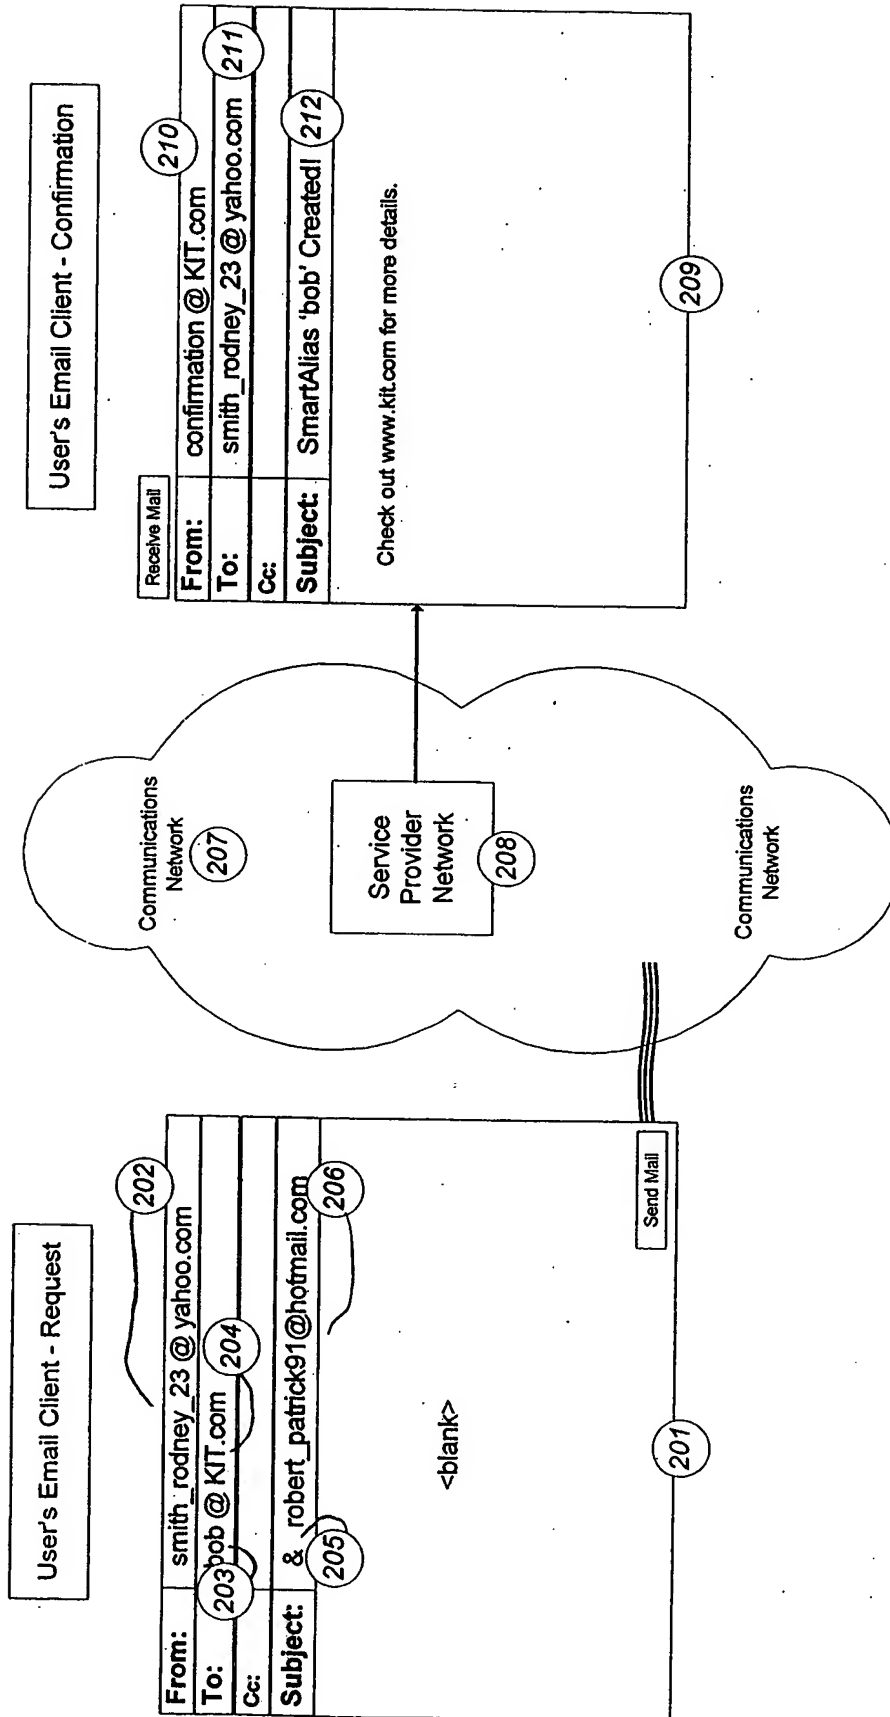 User's Email Client - Request
202
From: smith_rodney_23 @ yahoo.com
To: bob @ KIT.com
203
204
Cc:
Subject: & robert_patrick91@hotmail.com
205
206
<blank>
Send Mail
201
Communications
Network
207
Service
Provider
Network
208
Communications
Network
User's Email Client - Confirmation
Receive Mail
210
From: confirmation @ KIT.com
To: smith_rodney_23 @ yahoo.com
211
Cc:
Subject: SmartAlias 'bob' Created!
212
Check out www.kit.com for more details.
209